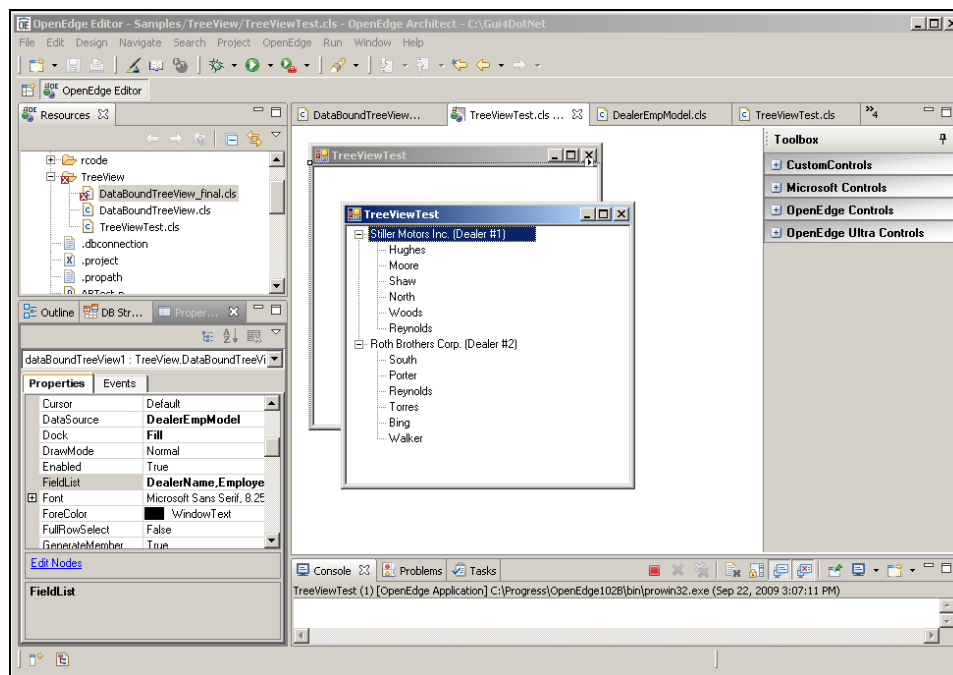 OpenEdge Editor - Samples/TreeView/TreeViewTest.cls - OpenEdge Architect - C:\Gui4DotNet
File Edit Design Navigate Search Project OpenEdge Run Window Help
OpenEdge Editor
Resources
rcode
TreeView
DataBoundTreeView_final.cls
DataBoundTreeView.cls
TreeViewTest.cls
.dbconnection
.project
.propath
ABTest.p
Outline DB Str... Proper...
dataBoundTreeView1 : TreeView.DataBoundTreeVi
Properties Events
Cursor Default
DataSource DealerEmpModel
Dock Fill
DrawMode Normal
Enabled True
FieldList DealerName,Employe
Font Microsoft Sans Serif, 8.25
ForeColor WindowText
FullRowSelect False
GenerateMember True
Edit Nodes
FieldList
DataBoundTreeView... TreeViewTest.cls ... DealerEmpModel.cls TreeViewTest.cls 4
TreeViewTest
TreeViewTest
Stiller Motors Inc. (Dealer #1)
Hughes
Moore
Shaw
North
Woods
Reynolds
Roth Brothers Corp. (Dealer #2)
South
Porter
Reynolds
Torres
Bing
Walker
Toolbox
CustomControls
Microsoft Controls
OpenEdge Controls
OpenEdge Ultra Controls
Console Problems Tasks
TreeViewTest (1) [OpenEdge Application] C:\Progress\OpenEdge102B\bin\prowin32.exe (Sep 22, 2009 3:07:11 PM)